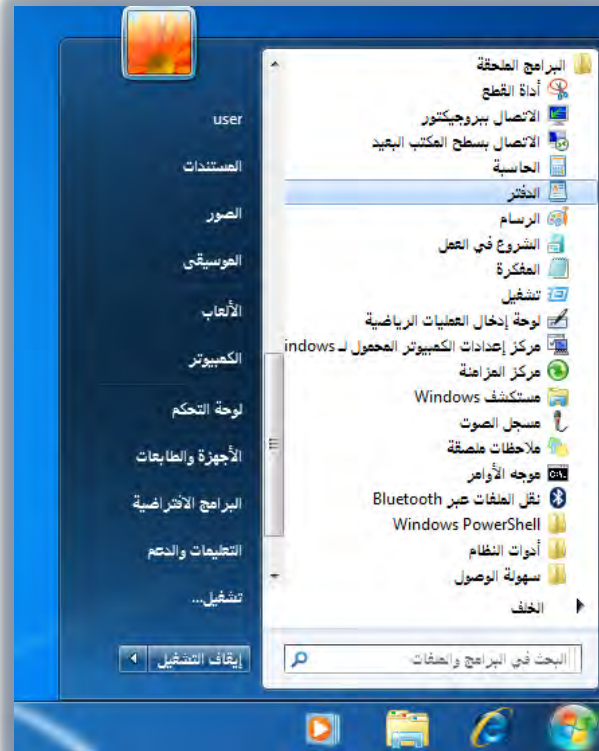 البرامج الملحقة
أداة القطع
الاتصال ببروجيكتور
الاتصال بسطح المكتب البعيد
الحاسبة
الدفتر
الرسام
الشروع في العمل
المفكرة
تشغيل
لوحة إدخال العمليات الرياضية
مركز إعدادات الكمبيوتر المحمول لـ indows
مركز المزامنة
مستكشف Windows
مسجل الصوت
ملاحظات ملصقة
موجه الأوامر
نقل الملفات عبر Bluetooth
Windows PowerShell
أدوات النظام
سهولة الوصول
الخلف
البحث في البرامج والملفات
user
المستندات
الصور
الموسيقى
الألعاب
الكمبيوتر
لوحة التحكم
الأجهزة والطابعات
البرامج الافتراضية
التعليمات والدعم
تشغيل...
إيقاف التشغيل